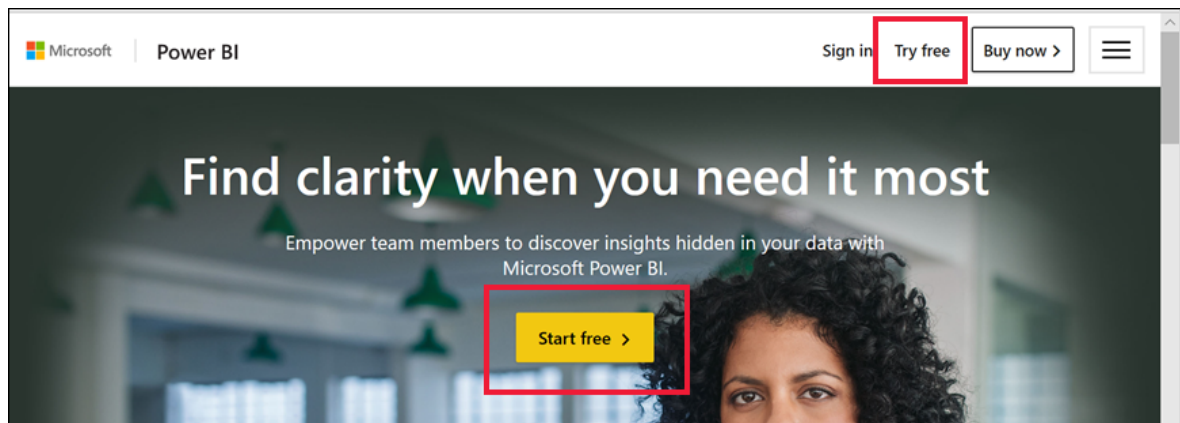 Microsoft Power BI Sign in Try free Buy now >
Find clarity when you need it most
Empower team members to discover insights hidden in your data with
Microsoft Power BI.
Start free >